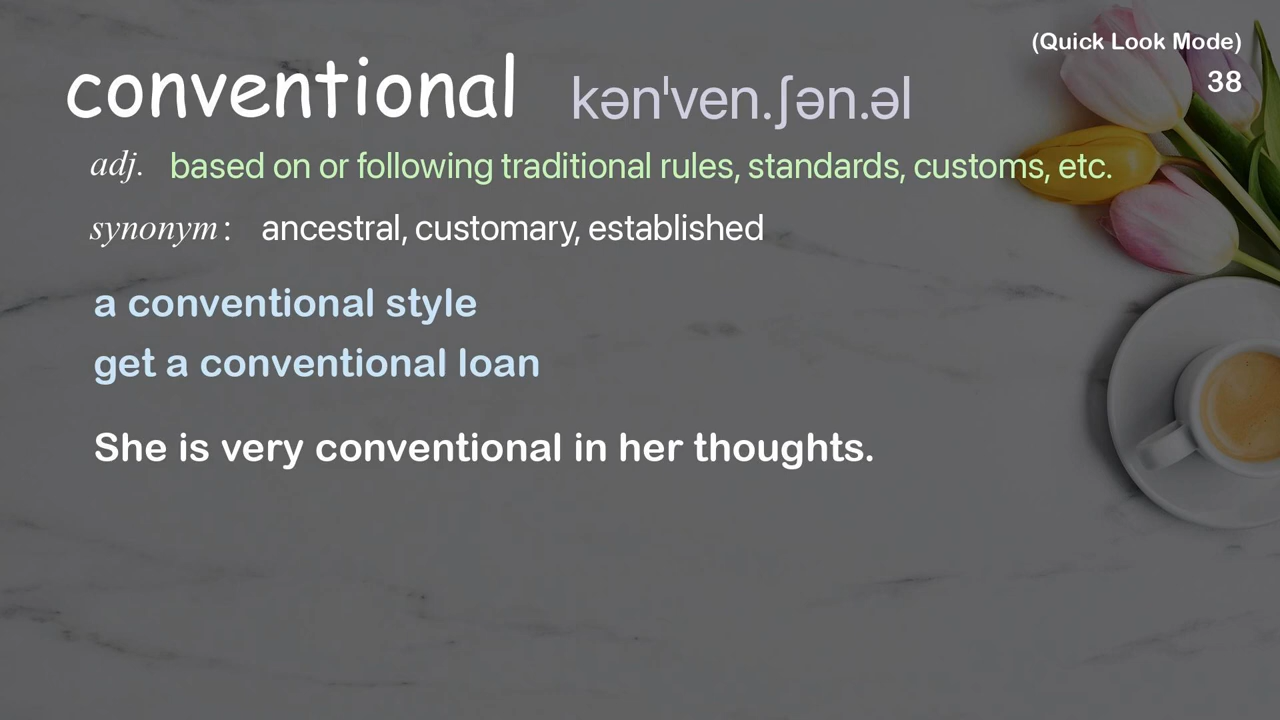 (Quick Look Mode)
38
conventional kənˈven.ʃən.əl
adj. based on or following traditional rules, standards, customs, etc.
synonym: ancestral, customary, established
a conventional style
get a conventional loan
She is very conventional in her thoughts.